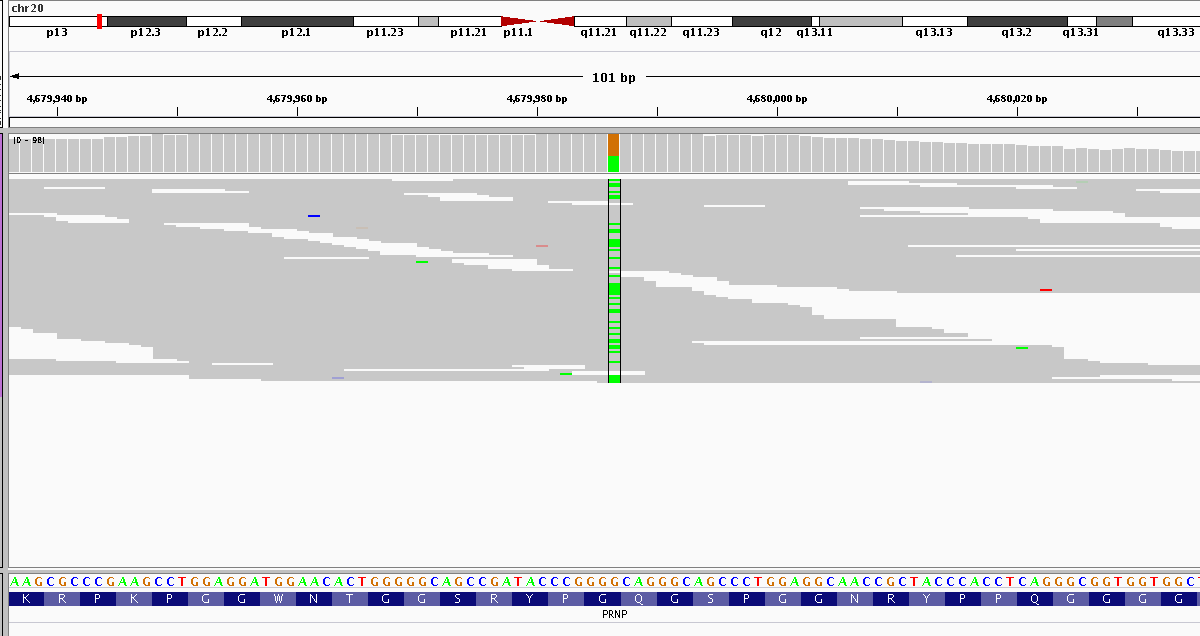 chr20
p13 p12.3 p12.2 p12.1 p11.23 p11.21 p11.1 q11.21 q11.22 q11.23 q12 q13.11 q13.13 q13.2 q13.31 q13.33
101 bp
4,679,940 bp 4,679,960 bp 4,679,980 bp 4,680,000 bp 4,680,020 bp
[0 - 98]
AAGCGCCCGAAGCCTGGAGGATGGAACACTGGGGGCAGCCGATACCCGGGGCAGGGCAGCCCTGGAGGCAACCGCTACCCACCTCAGGGCGGTGGTGGC
K R P K P G G W N T G G S R Y P G Q G S P G G N R Y P P Q G G G G
PRNP